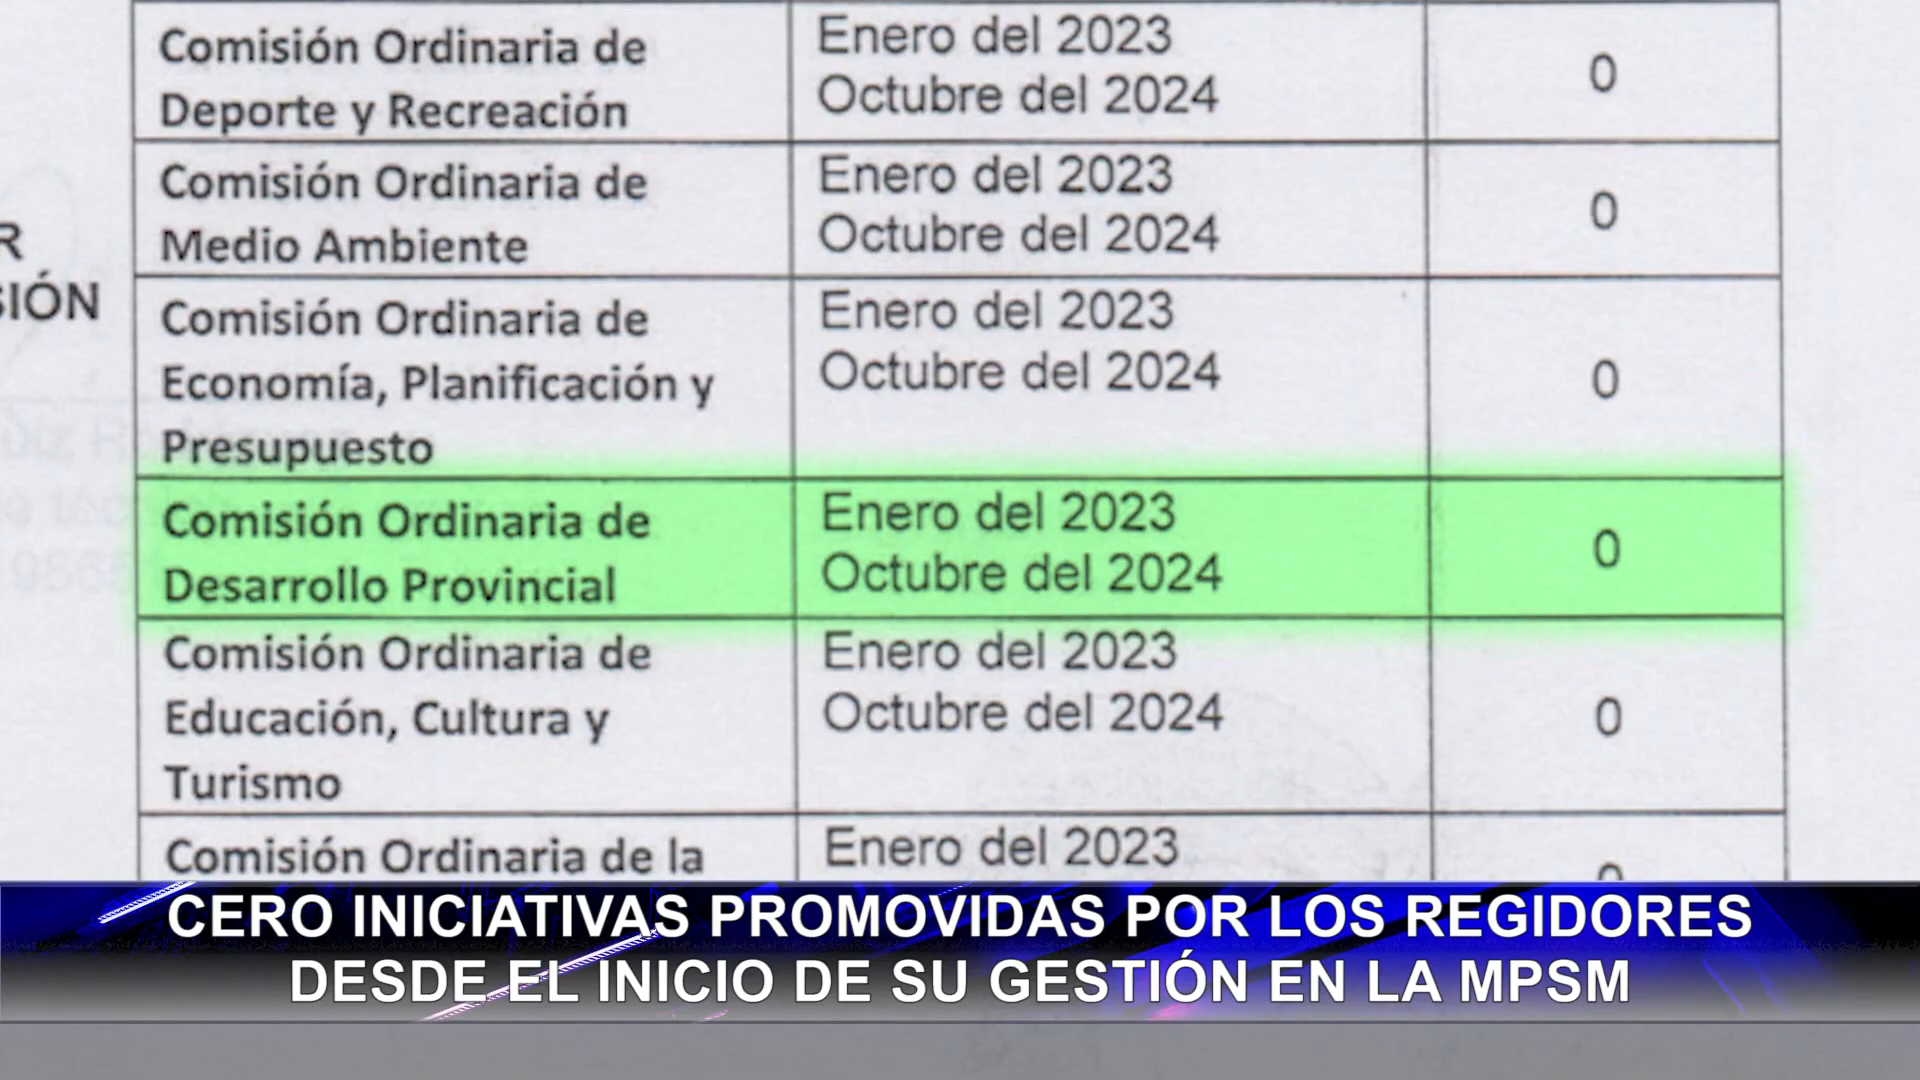 Comisión Ordinaria de
Deporte y Recreación
Enero del 2023
Octubre del 2024
0
Comisión Ordinaria de
Medio Ambiente
Enero del 2023
Octubre del 2024
0
R
SIÓN
Comisión Ordinaria de
Economía, Planificación y
Presupuesto
Enero del 2023
Octubre del 2024
0
Comisión Ordinaria de
Desarrollo Provincial
Enero del 2023
Octubre del 2024
0
Comisión Ordinaria de
Educación, Cultura y
Turismo
Enero del 2023
Octubre del 2024
0
Comisión Ordinaria de la
Enero del 2023
0
CERO INICIATIVAS PROMOVIDAS POR LOS REGIDORES
DESDE EL INICIO DE SU GESTIÓN EN LA MPSM